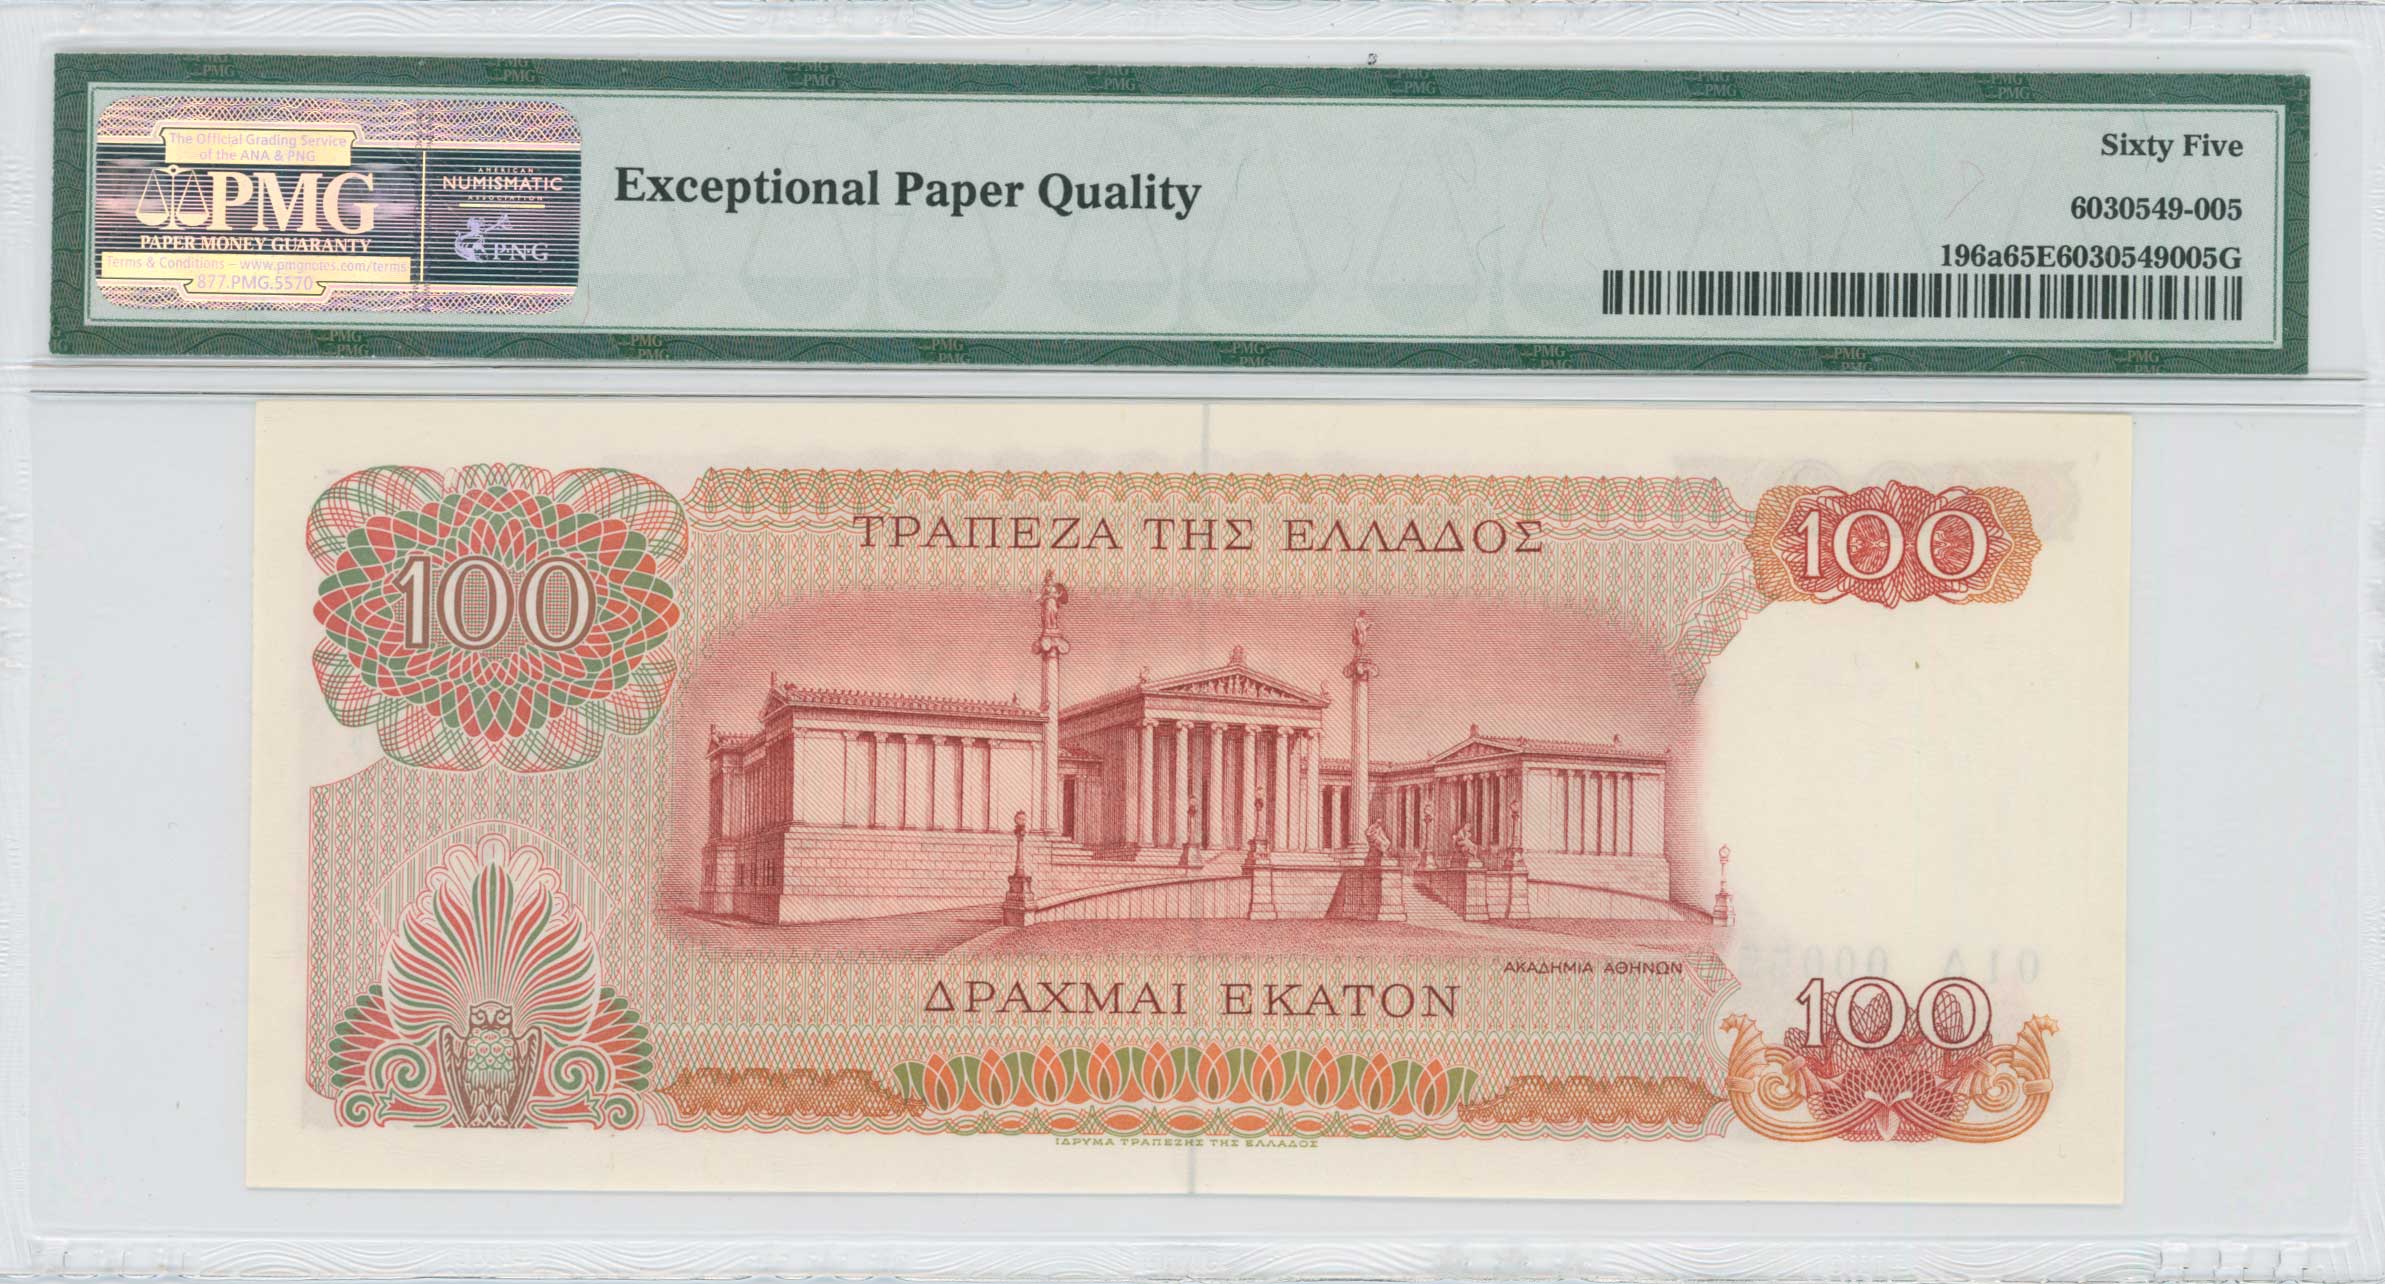 The Official Grading Service
of the ANA & PNG
PMG
PAPER MONEY GUARANTY
Terms & Conditions – www.pmgnotes.com/terms
877.PMG.5570
AMERICAN
NUMISMATIC
ASSOCIATION
P·N·G
Exceptional Paper Quality
Sixty Five
6030549-005
196a65E6030549005G
ΤΡΑΠΕΖΑ ΤΗΣ ΕΛΛΑΔΟΣ
100
100
ΑΚΑΔΗΜΙΑ ΑΘΗΝΩΝ
ΔΡΑΧΜΑΙ ΕΚΑΤΟΝ
100
ΙΔΡΥΜΑ ΤΡΑΠΕΖΗΣ ΤΗΣ ΕΛΛΑΔΟΣ